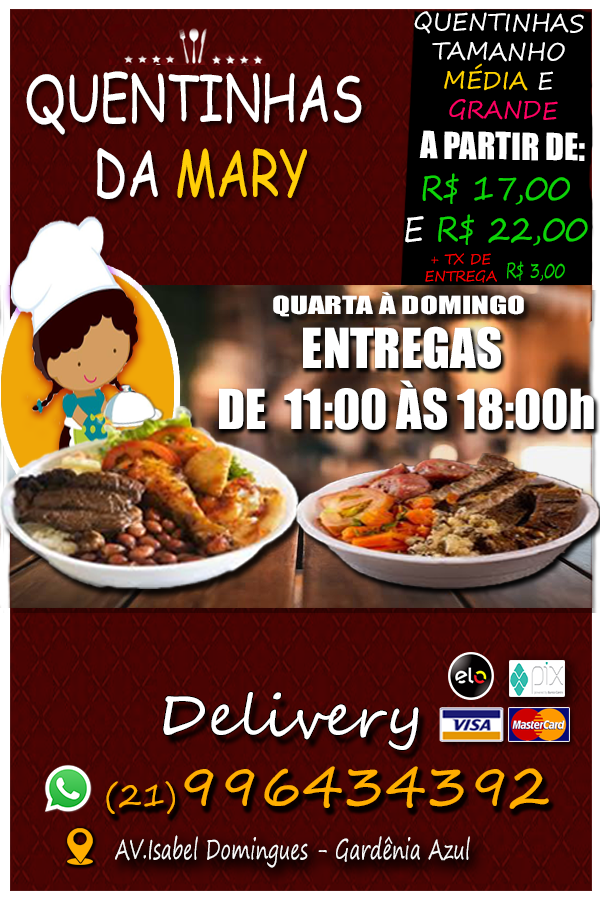 QUENTINHAS
DA MARY
QUENTINHAS
TAMANHO
MÉDIA E
GRANDE
A PARTIR DE:
R$ 17,00
E R$ 22,00
+ TX DE
ENTREGA R$ 3,00
QUARTA À DOMINGO
ENTREGAS
DE 11:00 ÀS 18:00h
elo
pix
Delivery
VISA
MasterCard
(21)996434392
AV.Isabel Domingues - Gardênia Azul